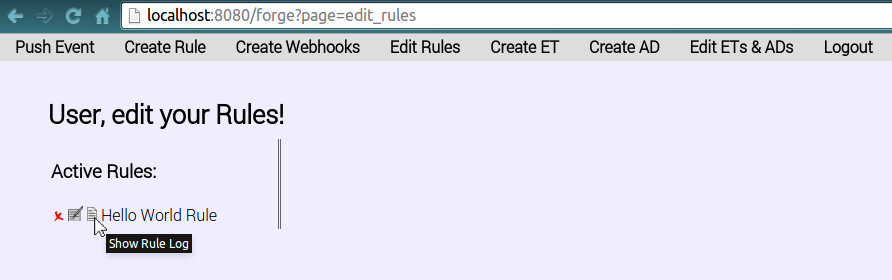 localhost:8080/forge?page=edit_rules
Push Event Create Rule Create Webhooks Edit Rules Create ET Create AD Edit ETs & ADs Logout
User, edit your Rules!
Active Rules:
Hello World Rule
Show Rule Log